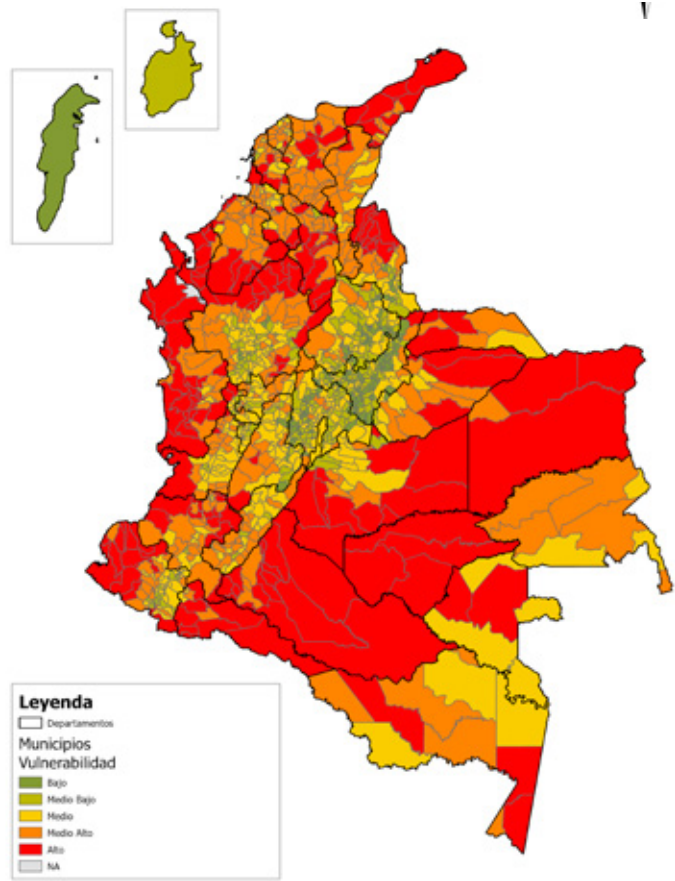 Leyenda
Departamentos
Municipios
Vulnerabilidad
Bajo
Medio Bajo
Medio
Medio Alto
Alto
NA